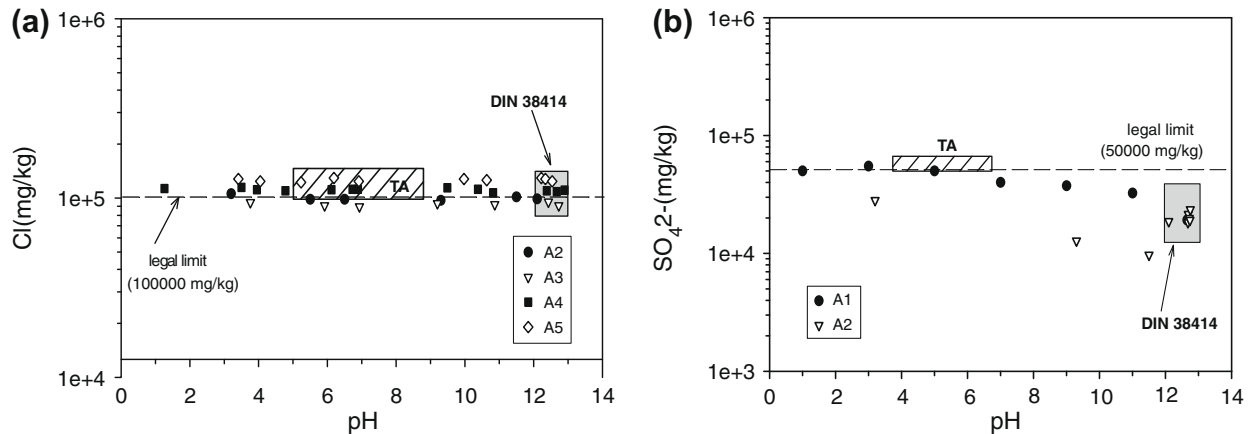 (a)
1e+6
1e+5
1e+4
Cl(mg/kg)
DIN 38414
TA
legal limit
(100000 mg/kg)
A2
A3
A4
A5
0 2 4 6 8 10 12 14
pH
(b)
1e+6
1e+5
1e+4
1e+3
SO42-(mg/kg)
legal limit
(50000 mg/kg)
TA
A1
A2
DIN 38414
0 2 4 6 8 10 12 14
pH